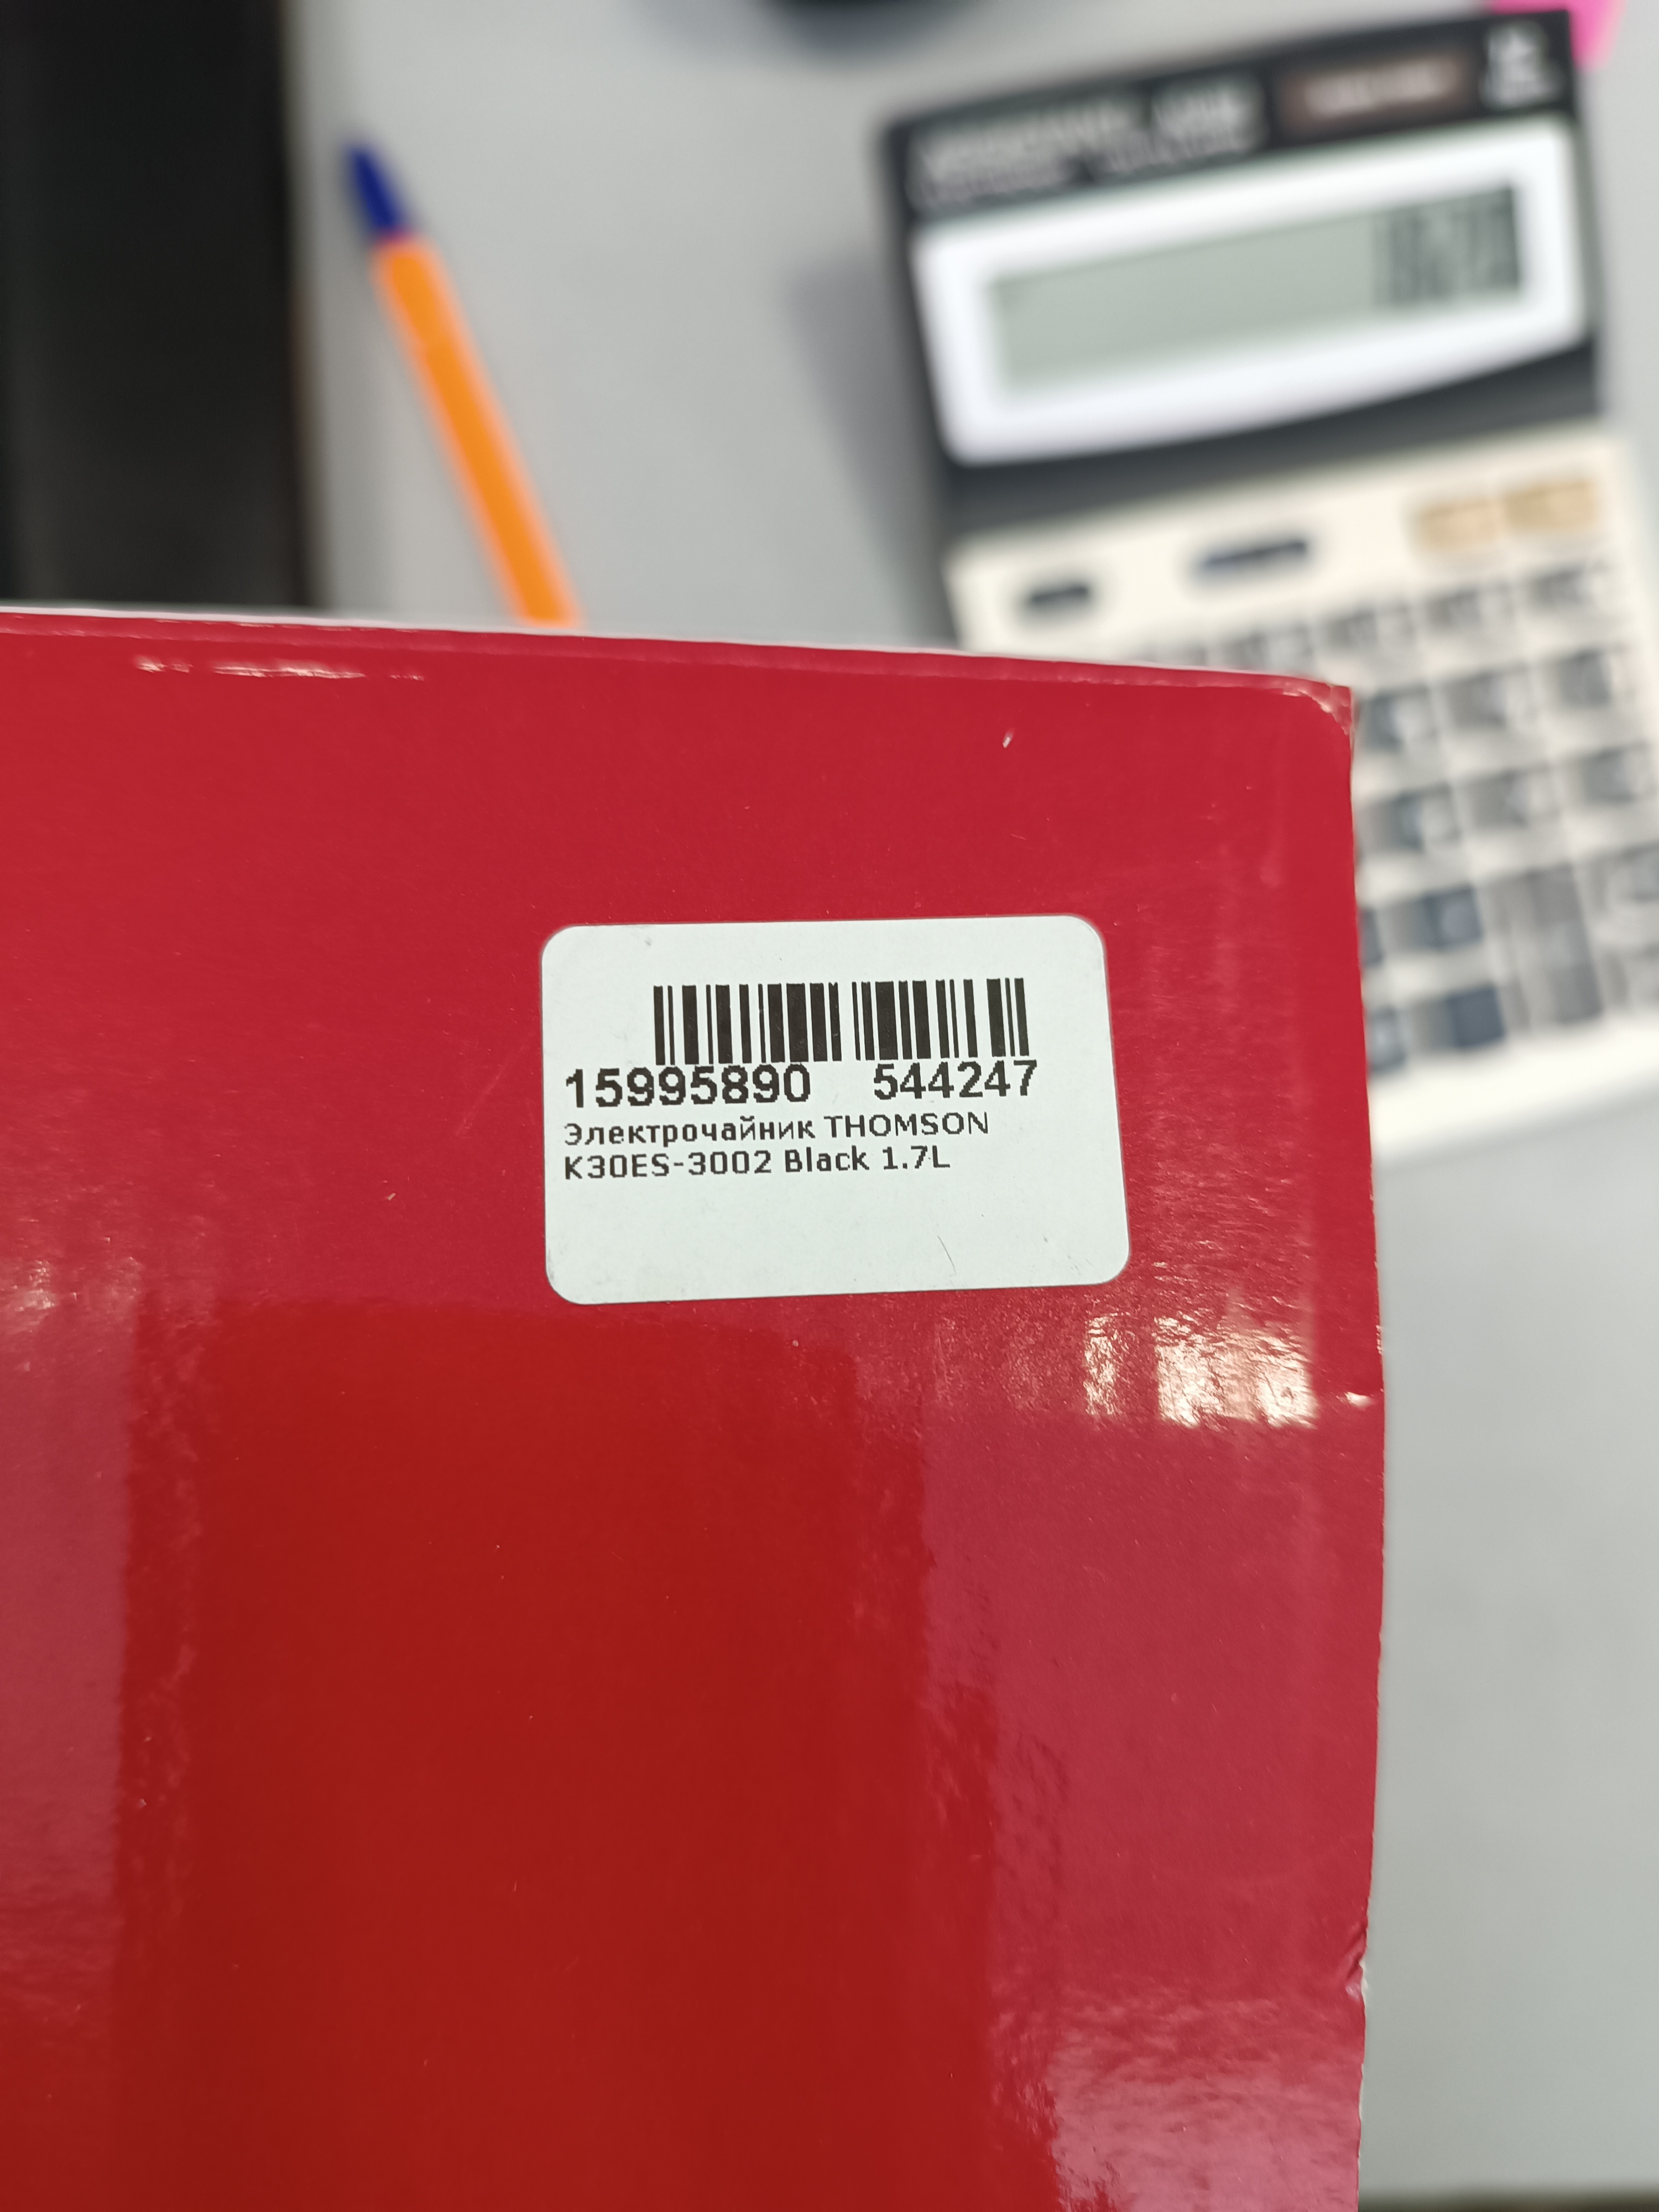 15995890 544247
Электрочайник THOMSON
K30ES-3002 Black 1.7L